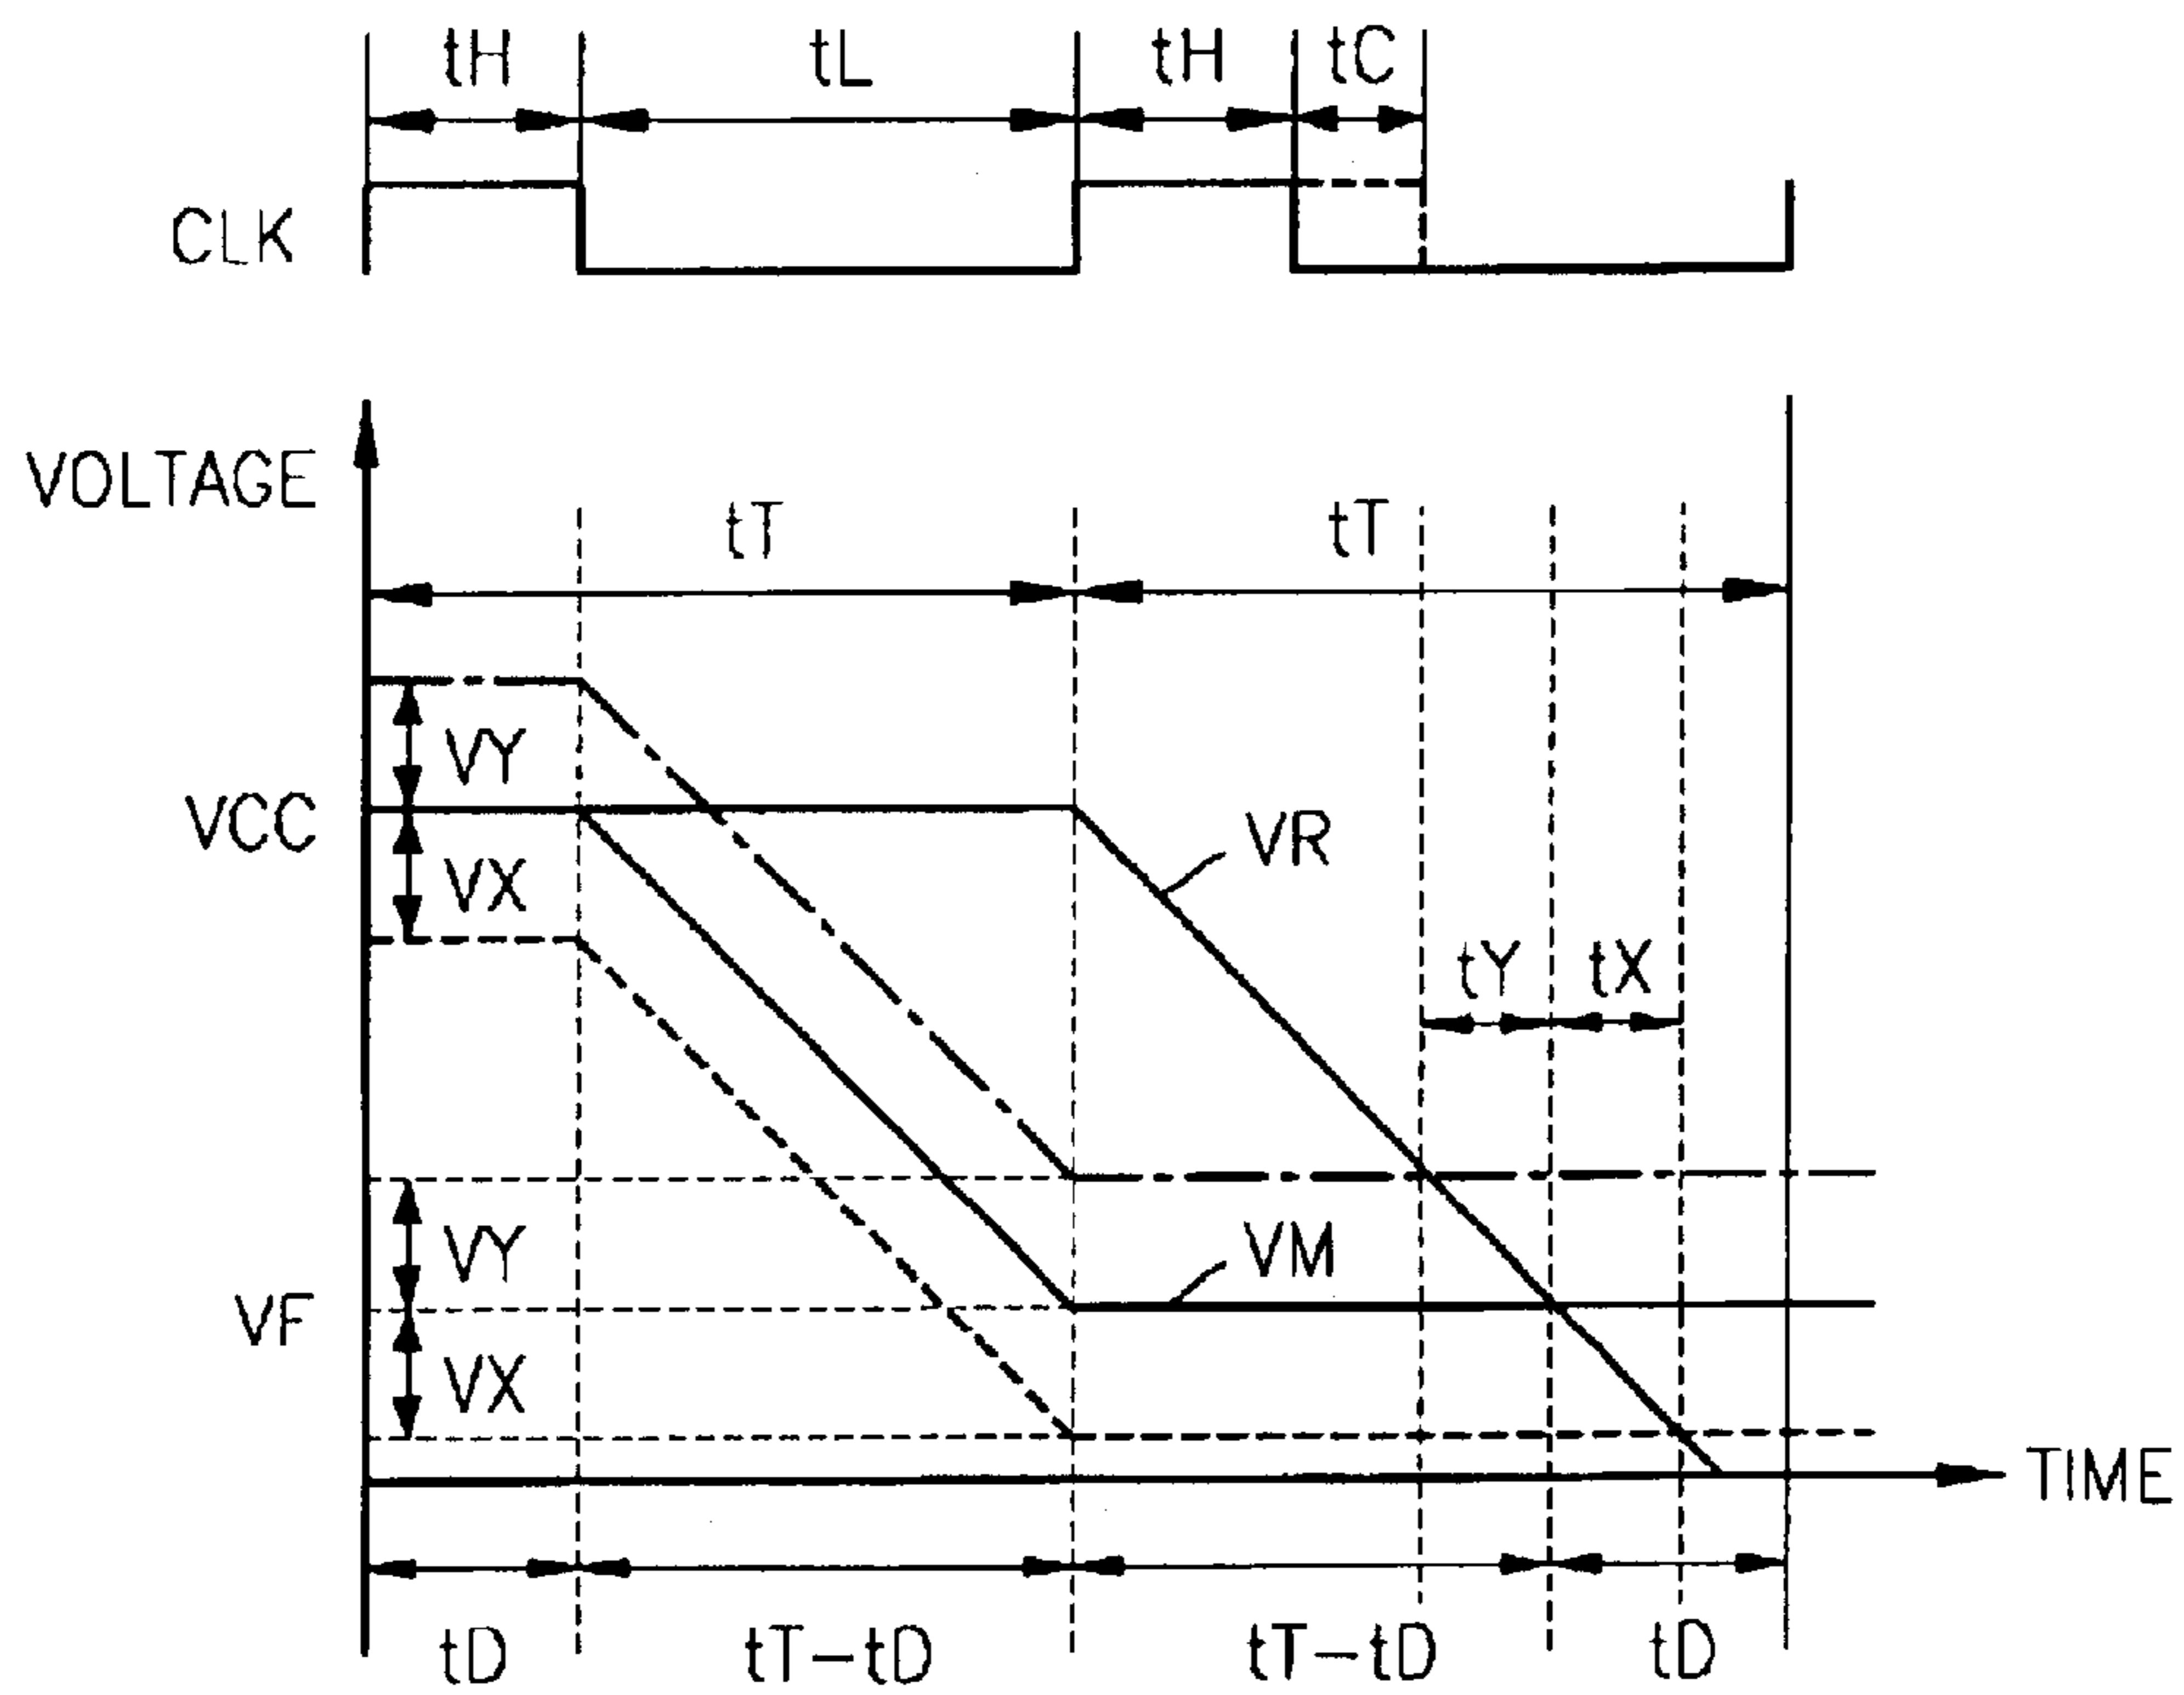 tH tL tH tC
CLK
VOLTAGE
tT tT
VY
VCC
VR
VX
tY tX
VY
VM
VF
VX
TIME
tD tT-tD tT-tD tD